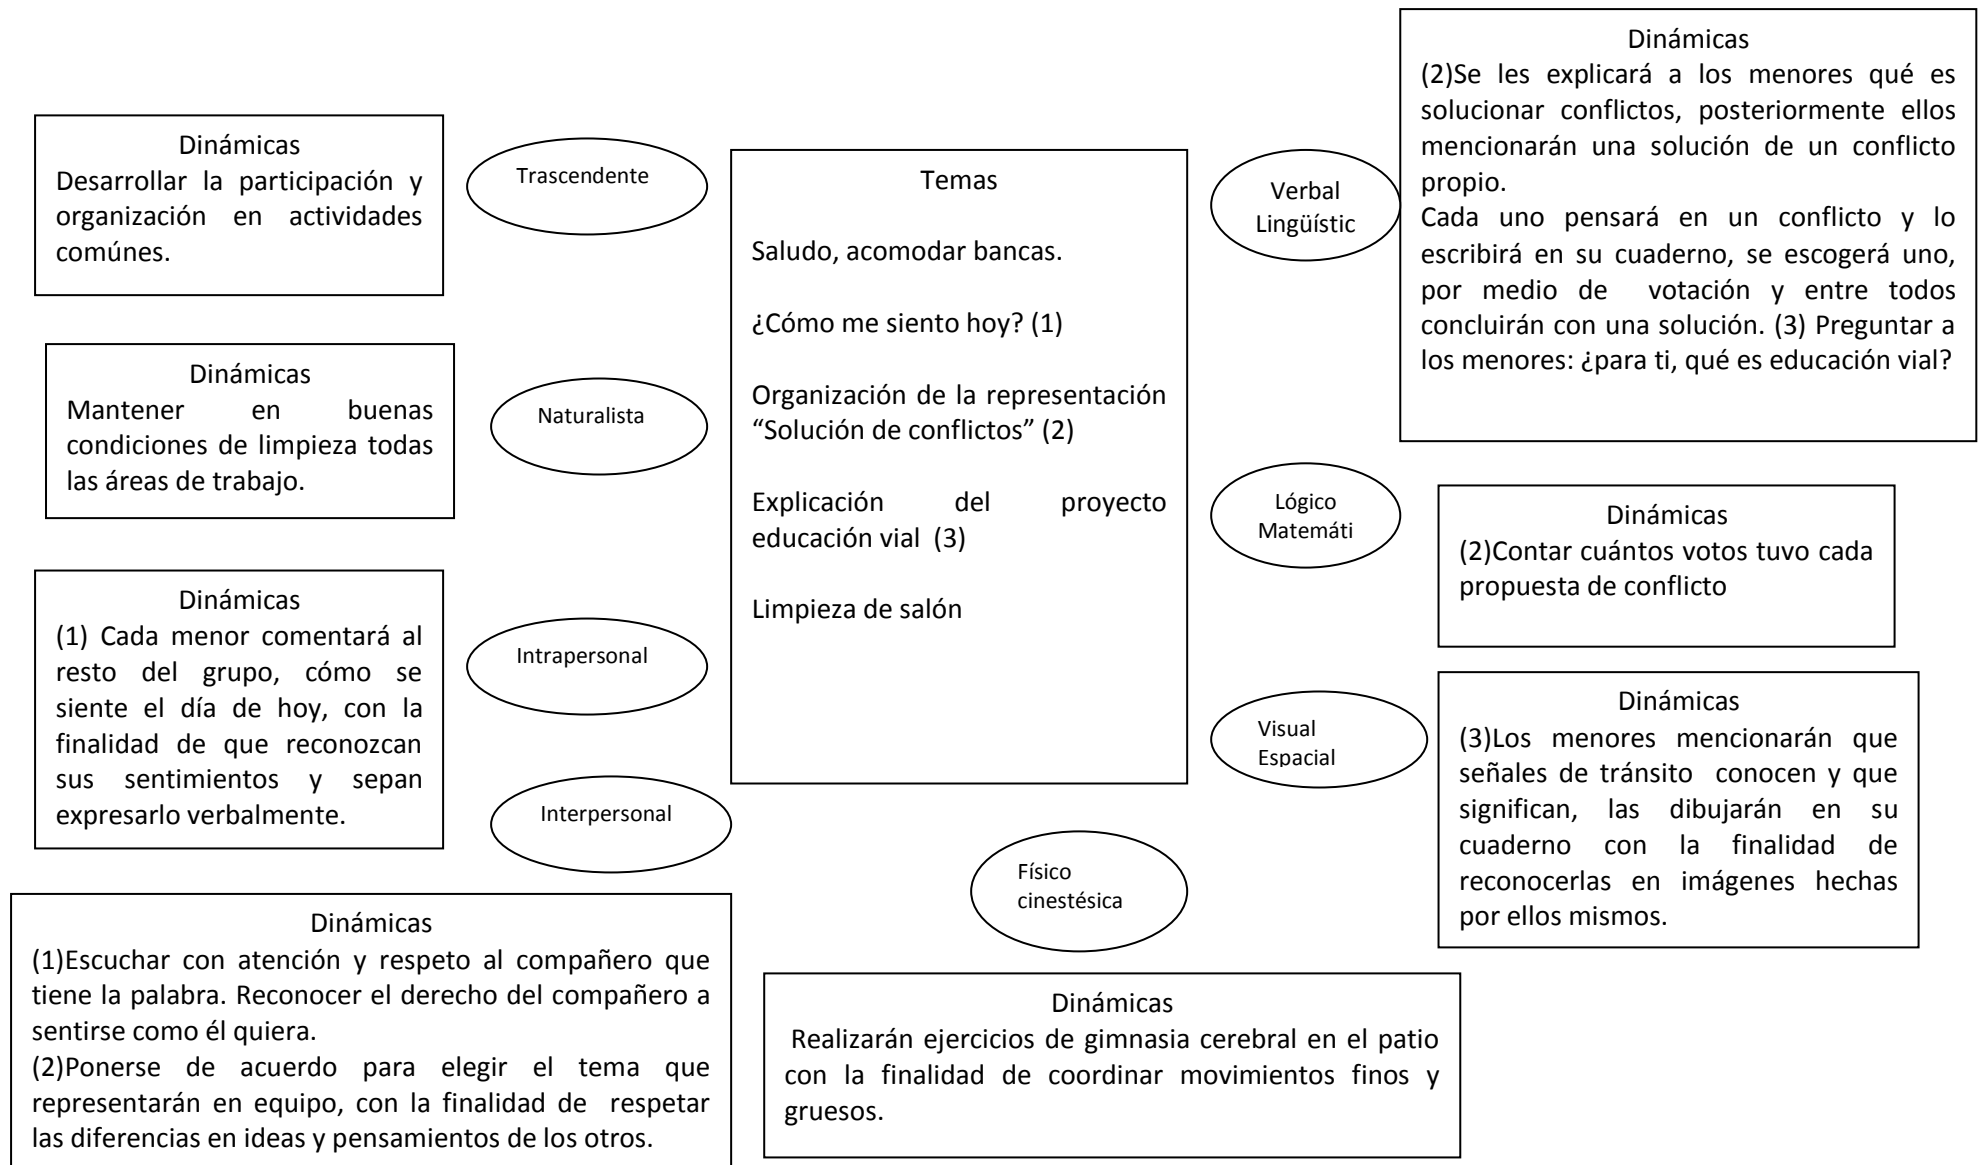 Dinámicas
Desarrollar la participación y
organización en actividades
comúnes.
Trascendente
Dinámicas
Mantener en buenas
condiciones de limpieza todas
las áreas de trabajo.
Naturalista
Dinámicas
(1) Cada menor comentará al
resto del grupo, cómo se
siente el día de hoy, con la
finalidad de que reconozcan
sus sentimientos y sepan
expresarlo verbalmente.
Intrapersonal
Interpersonal
Dinámicas
(1)Escuchar con atención y respeto al compañero que
tiene la palabra. Reconocer el derecho del compañero a
sentirse como él quiera.
(2)Ponerse de acuerdo para elegir el tema que
representarán en equipo, con la finalidad de respetar
las diferencias en ideas y pensamientos de los otros.
Temas
Saludo, acomodar bancas.
¿Cómo me siento hoy? (1)
Organización de la representación
“Solución de conflictos” (2)
Explicación del proyecto
educación vial (3)
Limpieza de salón
Físico
cinestésica
Dinámicas
Realizarán ejercicios de gimnasia cerebral en el patio
con la finalidad de coordinar movimientos finos y
gruesos.
Verbal
Lingüístic
Dinámicas
(2)Se les explicará a los menores qué es
solucionar conflictos, posteriormente ellos
mencionarán una solución de un conflicto
propio.
Cada uno pensará en un conflicto y lo
escribirá en su cuaderno, se escogerá uno,
por medio de votación y entre todos
concluirán con una solución. (3) Preguntar a
los menores: ¿para ti, qué es educación vial?
Lógico
Matemáti
Dinámicas
(2)Contar cuántos votos tuvo cada
propuesta de conflicto
Visual
Espacial
Dinámicas
(3)Los menores mencionarán que
señales de tránsito conocen y que
significan, las dibujarán en su
cuaderno con la finalidad de
reconocerlas en imágenes hechas
por ellos mismos.